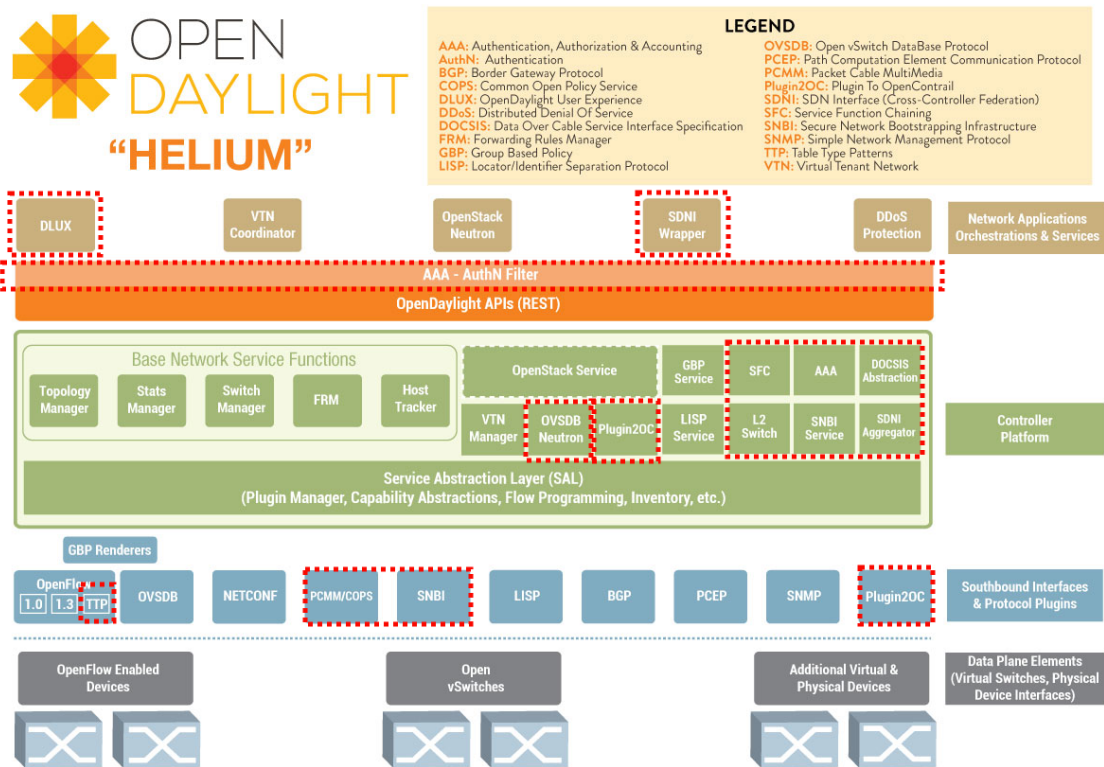 OPEN
DAYLIGHT
“HELIUM”
LEGEND
AAA: Authentication, Authorization & Accounting
AuthN: Authentication
BGP: Border Gateway Protocol
COPS: Common Open Policy Service
DLUX: OpenDaylight User Experience
DDoS: Distributed Denial Of Service
DOCSIS: Data Over Cable Service Interface Specification
FRM: Forwarding Rules Manager
GBP: Group Based Policy
LISP: Locator/Identifier Separation Protocol
OVSDB: Open vSwitch DataBase Protocol
PCEP: Path Computation Element Communication Protocol
PCMM: Packet Cable MultiMedia
Plugin2OC: Plugin To OpenContrail
SDNI: SDN Interface (Cross-Controller Federation)
SFC: Service Function Chaining
SNBI: Secure Network Bootstrapping Infrastructure
SNMP: Simple Network Management Protocol
TTP: Table Type Patterns
VTN: Virtual Tenant Network
DLUX
VTN
Coordinator
OpenStack
Neutron
SDNI
Wrapper
DDoS
Protection
Network Applications
Orchestrations & Services
AAA - AuthN Filter
OpenDaylight APIs (REST)
Base Network Service Functions
Topology
Manager
Stats
Manager
Switch
Manager
FRM
Host
Tracker
OpenStack Service
GBP
Service
SFC
AAA
DOCSIS
Abstraction
VTN
Manager
OVSDB
Neutron
Plugin2OC
LISP
Service
L2
Switch
SNBI
Service
SDNI
Aggregator
Controller
Platform
Service Abstraction Layer (SAL)
(Plugin Manager, Capability Abstractions, Flow Programming, Inventory, etc.)
GBP Renderers
OpenFlow
1.0 1.3 TTP
OVSDB
NETCONF
PCMM/COPS
SNBI
LISP
BGP
PCEP
SNMP
Plugin2OC
Southbound Interfaces
& Protocol Plugins
OpenFlow Enabled
Devices
Open
vSwitches
Additional Virtual &
Physical Devices
Data Plane Elements
(Virtual Switches, Physical
Device Interfaces)